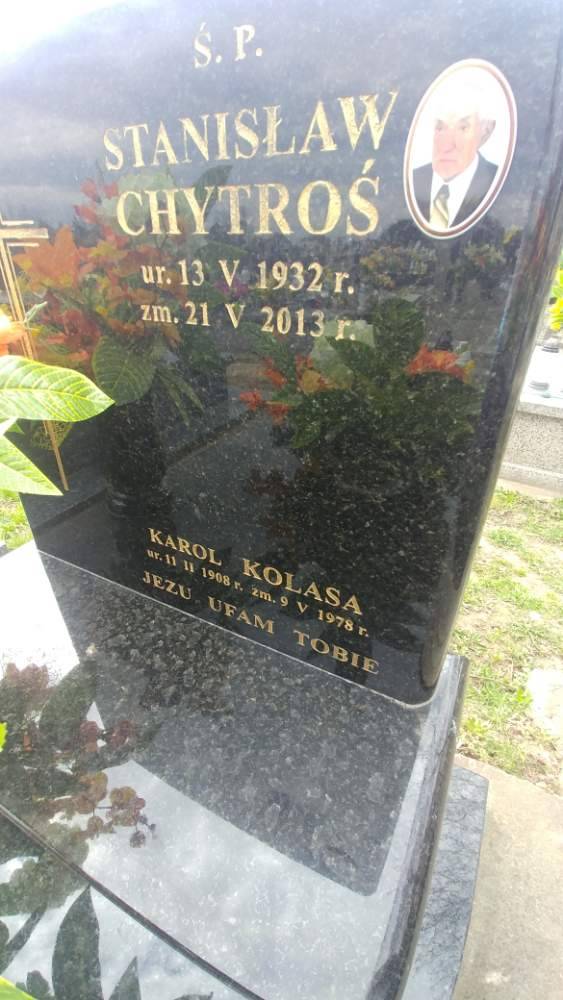 Ś. P.
STANISŁAW
CHYTROŚ
ur. 13 V 1932 r.
zm. 21 V 2013 r.
KAROL KOLASA
ur. 11 II 1908 r. zm. 9 V 1978 r.
JEZU UFAM TOBIE